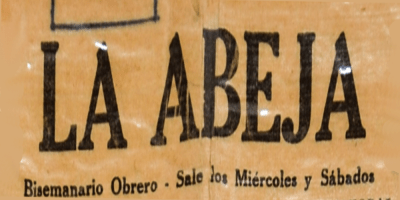 LA ABEJA
Bisemanario Obrero - Sale los Miércoles y Sábados